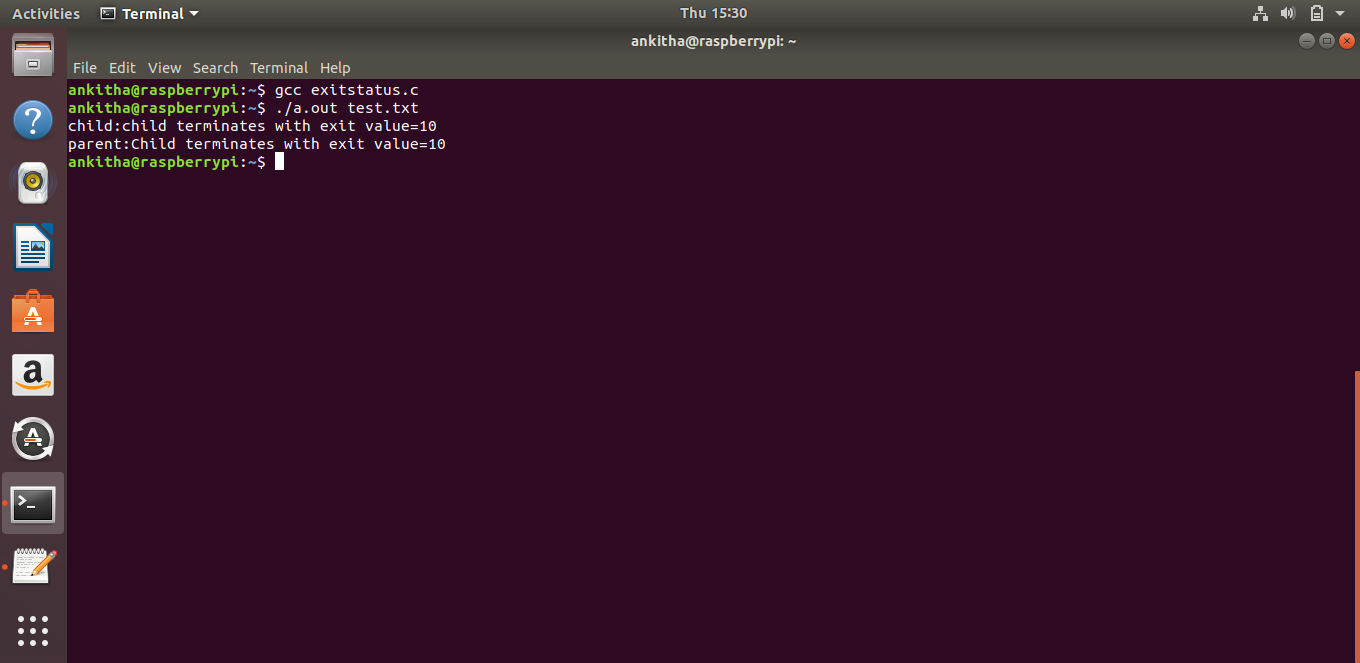 Activities Terminal Thu 15:30
ankitha@raspberrypi: ~
File Edit View Search Terminal Help
ankitha@raspberrypi:~$ gcc exitstatus.c
ankitha@raspberrypi:~$ ./a.out test.txt
child:child terminates with exit value=10
parent:Child terminates with exit value=10
ankitha@raspberrypi:~$